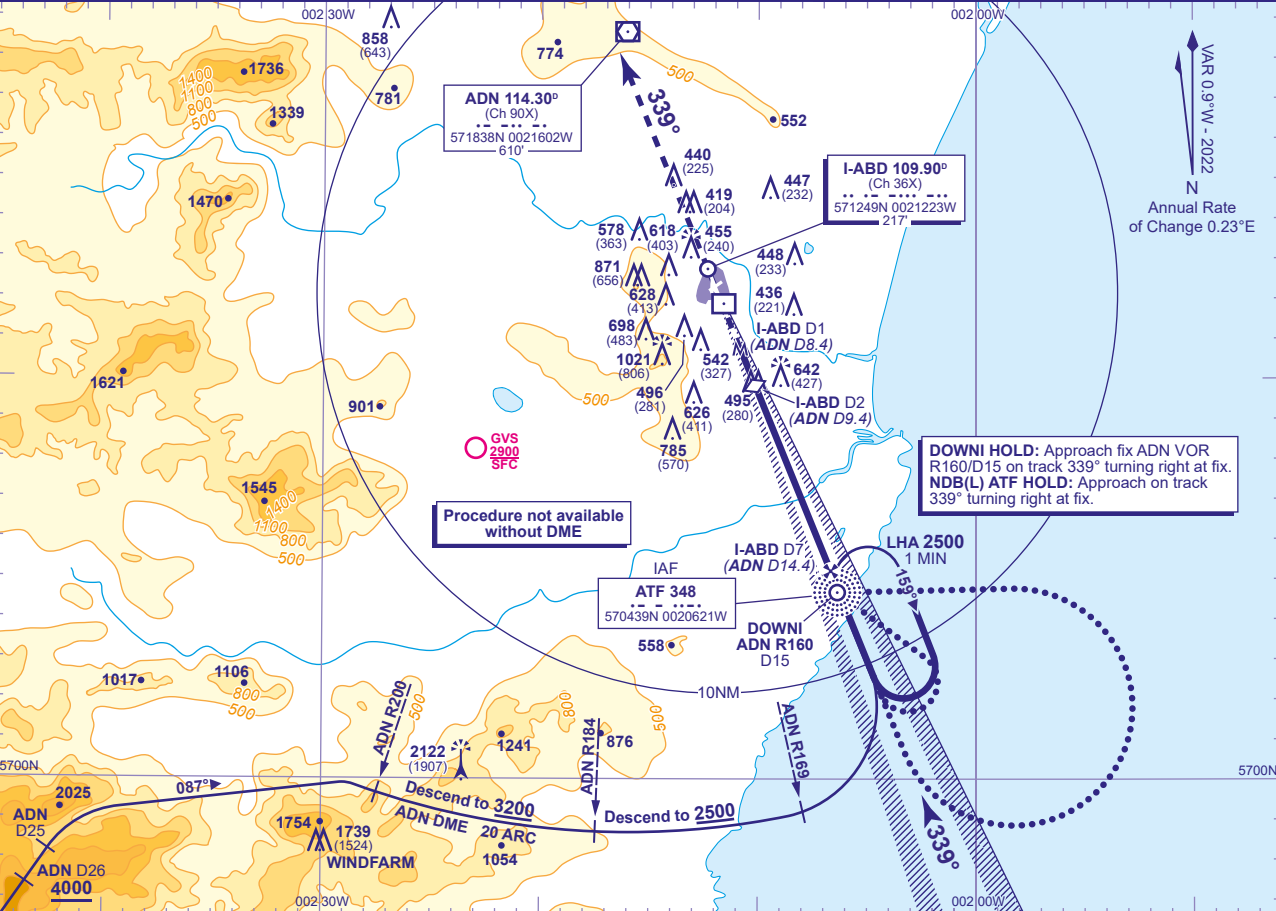 002 30W
002 00W
858
(643)
774
1736
1400
1100
800
500
781
1339
500
552
339°
VAR 0.9°W - 2022
N
Annual Rate
of Change 0.23°E
ADN 114.30ᴰ
(Ch 90X)
571838N 0021602W
610'
I-ABD 109.90ᴰ
(Ch 36X)
571249N 0021223W
217'
440
(225)
447
(232)
419
(204)
1470
578
(363)
618
(403)
455
(240)
448
(233)
871
(656)
628
(413)
436
(221)
698
(483)
I-ABD D1
(ADN D8.4)
1021
(806)
542
(327)
642
(427)
1621
496
(281)
495
(280)
I-ABD D2
(ADN D9.4)
500
901
626
(411)
785
(570)
GVS
2900
SFC
DOWNI HOLD: Approach fix ADN VOR
R160/D15 on track 339° turning right at fix.
NDB(L) ATF HOLD: Approach on track
339° turning right at fix.
1545
1400
1100
800
500
Procedure not available
without DME
I-ABD D7
(ADN D14.4)
LHA 2500
1 MIN
159°
IAF
ATF 348
570439N 0020621W
DOWNI
ADN R160
D15
558
10NM
1017
1106
800
500
ADN R200
500
800
500
ADN R184
876
ADN R169
2122
(1907)
1241
5700N
5700N
087°
2025
ADN
D25
Descend to 3200
ADN DME
20 ARC
Descend to 2500
1754
1739
(1524)
WINDFARM
1054
339°
ADN D26
4000
002 30W
002 00W